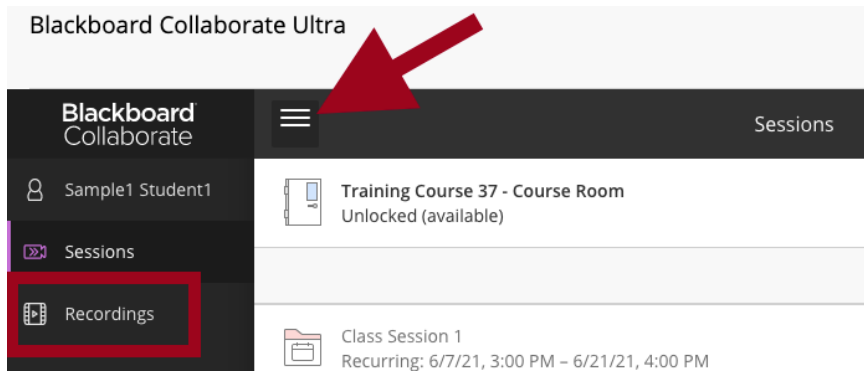 Blackboard Collaborate Ultra
Blackboard
Collaborate
Sessions
Sample1 Student1
Sessions
Recordings
Training Course 37 - Course Room
Unlocked (available)
Class Session 1
Recurring: 6/7/21, 3:00 PM – 6/21/21, 4:00 PM